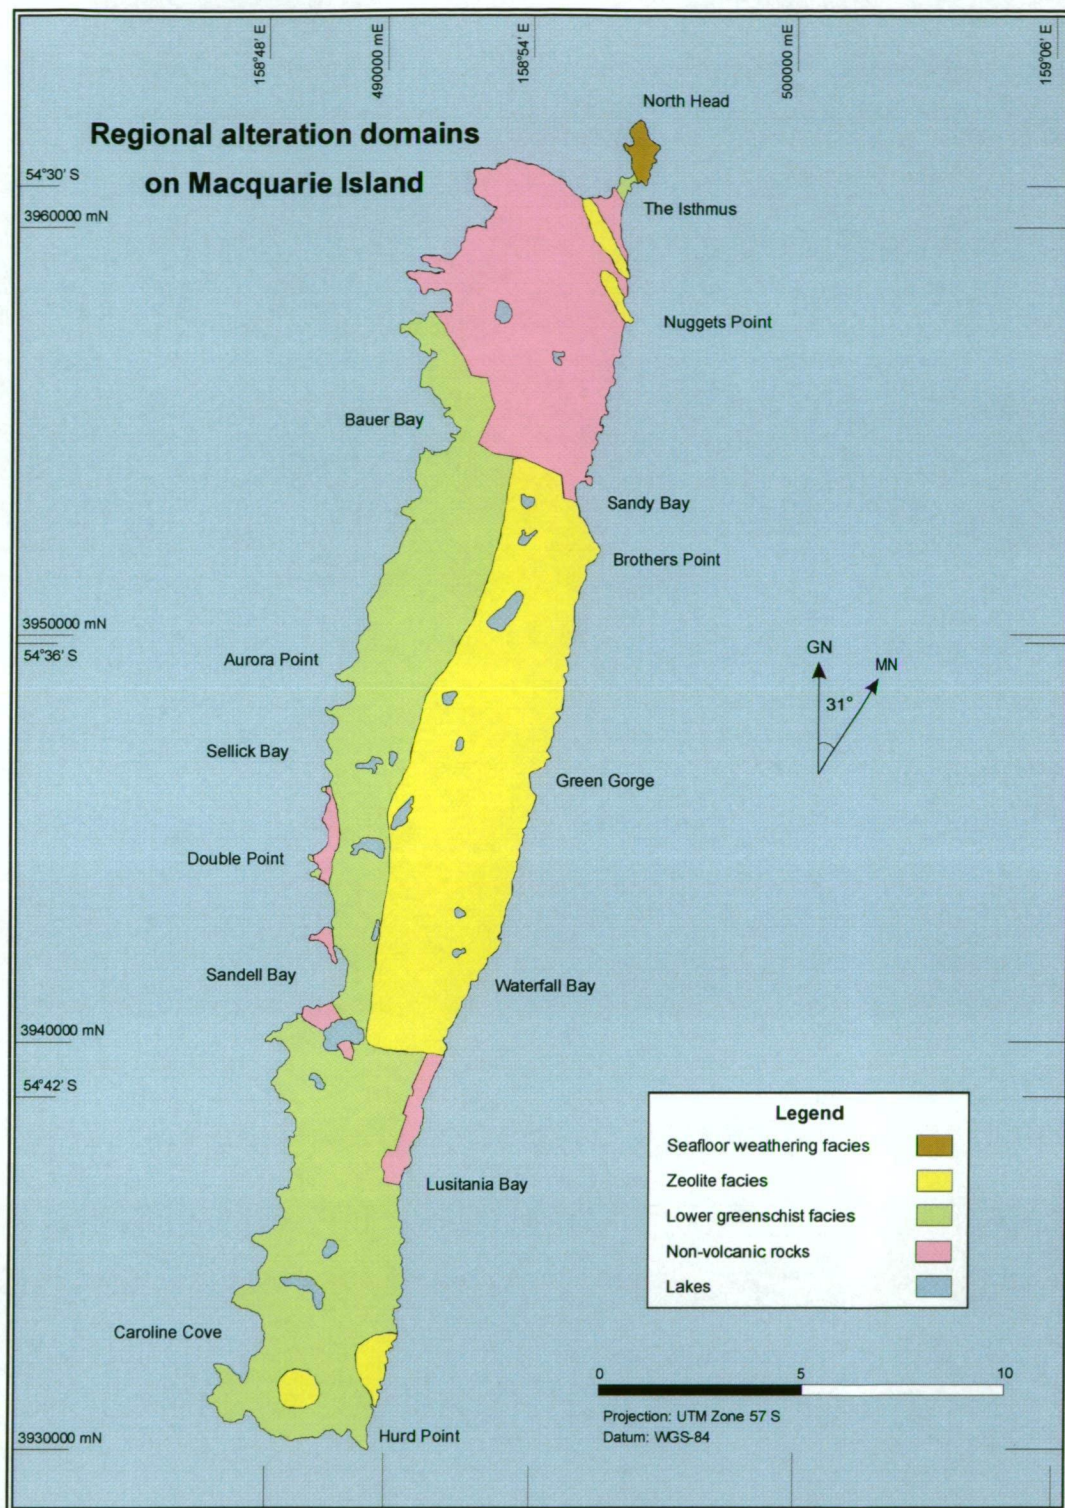 158°48' E
490000 mE
158°54' E
500000 mE
159°06' E
North Head
Regional alteration domains
on Macquarie Island
54°30' S
3960000 mN
The Isthmus
Nuggets Point
Bauer Bay
Sandy Bay
Brothers Point
3950000 mN
54°36' S
Aurora Point
GN
MN
31°
Sellick Bay
Green Gorge
Double Point
Sandell Bay
Waterfall Bay
3940000 mN
54°42' S
Legend
Seafloor weathering facies
Zeolite facies
Lower greenschist facies
Non-volcanic rocks
Lakes
Lusitania Bay
Caroline Cove
0 5 10
Projection: UTM Zone 57 S
Datum: WGS-84
Hurd Point
3930000 mN